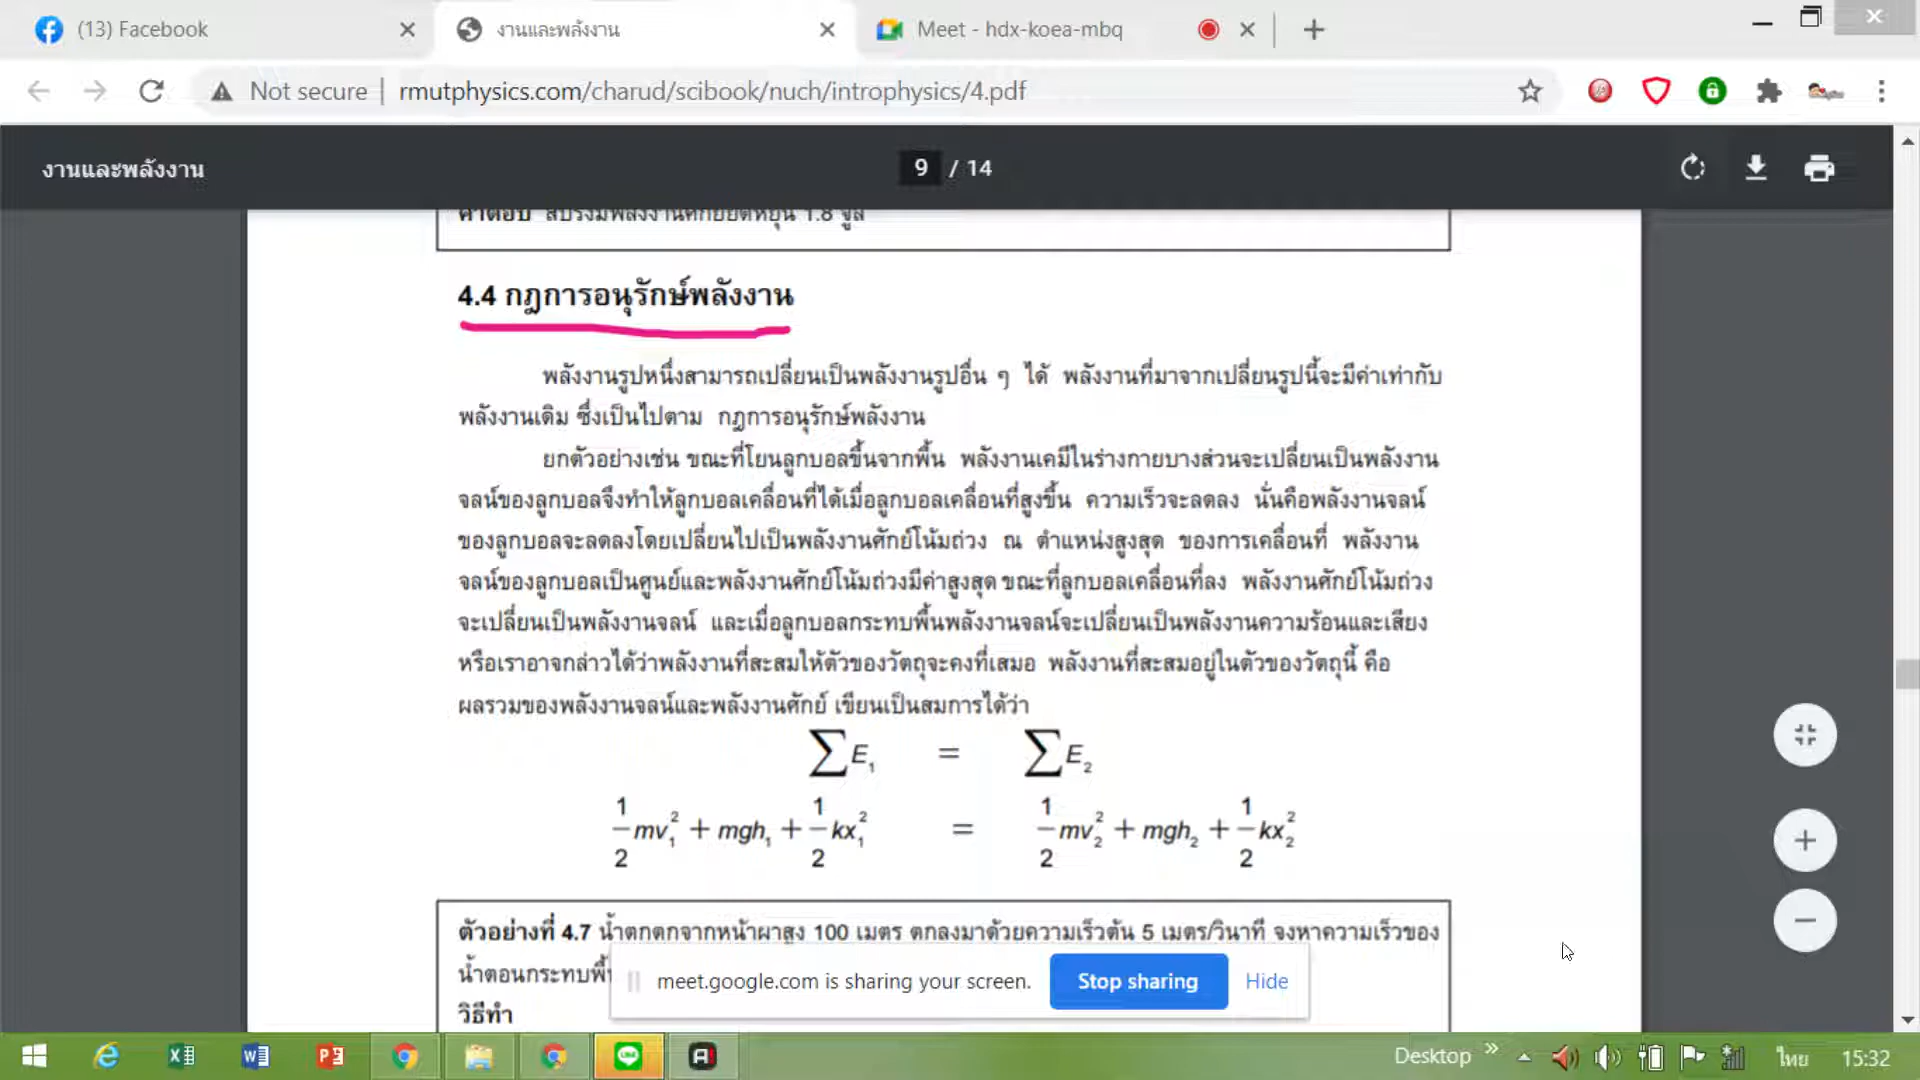 (13) Facebook
งานและพลังงาน
Meet - hdx-koea-mbq
Not secure
rmutphysics.com/charud/scibook/nuch/introphysics/4.pdf
งานและพลังงาน
9 / 14
คำตอบ สปริงมีพลังงานศักย์ยืดหยุ่น 1.8 จูล
4.4 กฎการอนุรักษ์พลังงาน
พลังงานรูปหนึ่งสามารถเปลี่ยนเป็นพลังงานรูปอื่น ๆ ได้ พลังงานที่มาจากเปลี่ยนรูปนี้จะมีค่าเท่ากับ
พลังงานเดิม ซึ่งเป็นไปตาม กฎการอนุรักษ์พลังงาน
ยกตัวอย่างเช่น ขณะที่โยนลูกบอลขึ้นจากพื้น พลังงานเคมีในร่างกายบางส่วนจะเปลี่ยนเป็นพลังงาน
จลน์ของลูกบอลจึงทำให้ลูกบอลเคลื่อนที่ได้เมื่อลูกบอลเคลื่อนที่สูงขึ้น ความเร็วจะลดลง นั่นคือพลังงานจลน์
ของลูกบอลจะลดลงโดยเปลี่ยนไปเป็นพลังงานศักย์โน้มถ่วง ณ ตำแหน่งสูงสุด ของการเคลื่อนที่ พลังงาน
จลน์ของลูกบอลเป็นศูนย์และพลังงานศักย์โน้มถ่วงมีค่าสูงสุด ขณะที่ลูกบอลเคลื่อนที่ลง พลังงานศักย์โน้มถ่วง
จะเปลี่ยนเป็นพลังงานจลน์ และเมื่อลูกบอลกระทบพื้นพลังงานจลน์จะเปลี่ยนเป็นพลังงานความร้อนและเสียง
หรือเราอาจกล่าวได้ว่าพลังงานที่สะสมให้ตัวของวัตถุจะคงที่เสมอ พลังงานที่สะสมอยู่ในตัวของวัตถุนี้ คือ
ผลรวมของพลังงานจลน์และพลังงานศักย์ เขียนเป็นสมการได้ว่า
∑E₁ = ∑E₂
1/2 mv₁² + mgh₁ + 1/2 kx₁² = 1/2 mv₂² + mgh₂ + 1/2 kx₂²
ตัวอย่างที่ 4.7 น้ำตกตกจากหน้าผาสูง 100 เมตร ตกลงมาด้วยความเร็วต้น 5 เมตร/วินาที จงหาความเร็วของ
น้ำตอนกระทบพื้
วิธีทำ
meet.google.com is sharing your screen.
Stop sharing
Hide
Desktop
ไทย
15:32